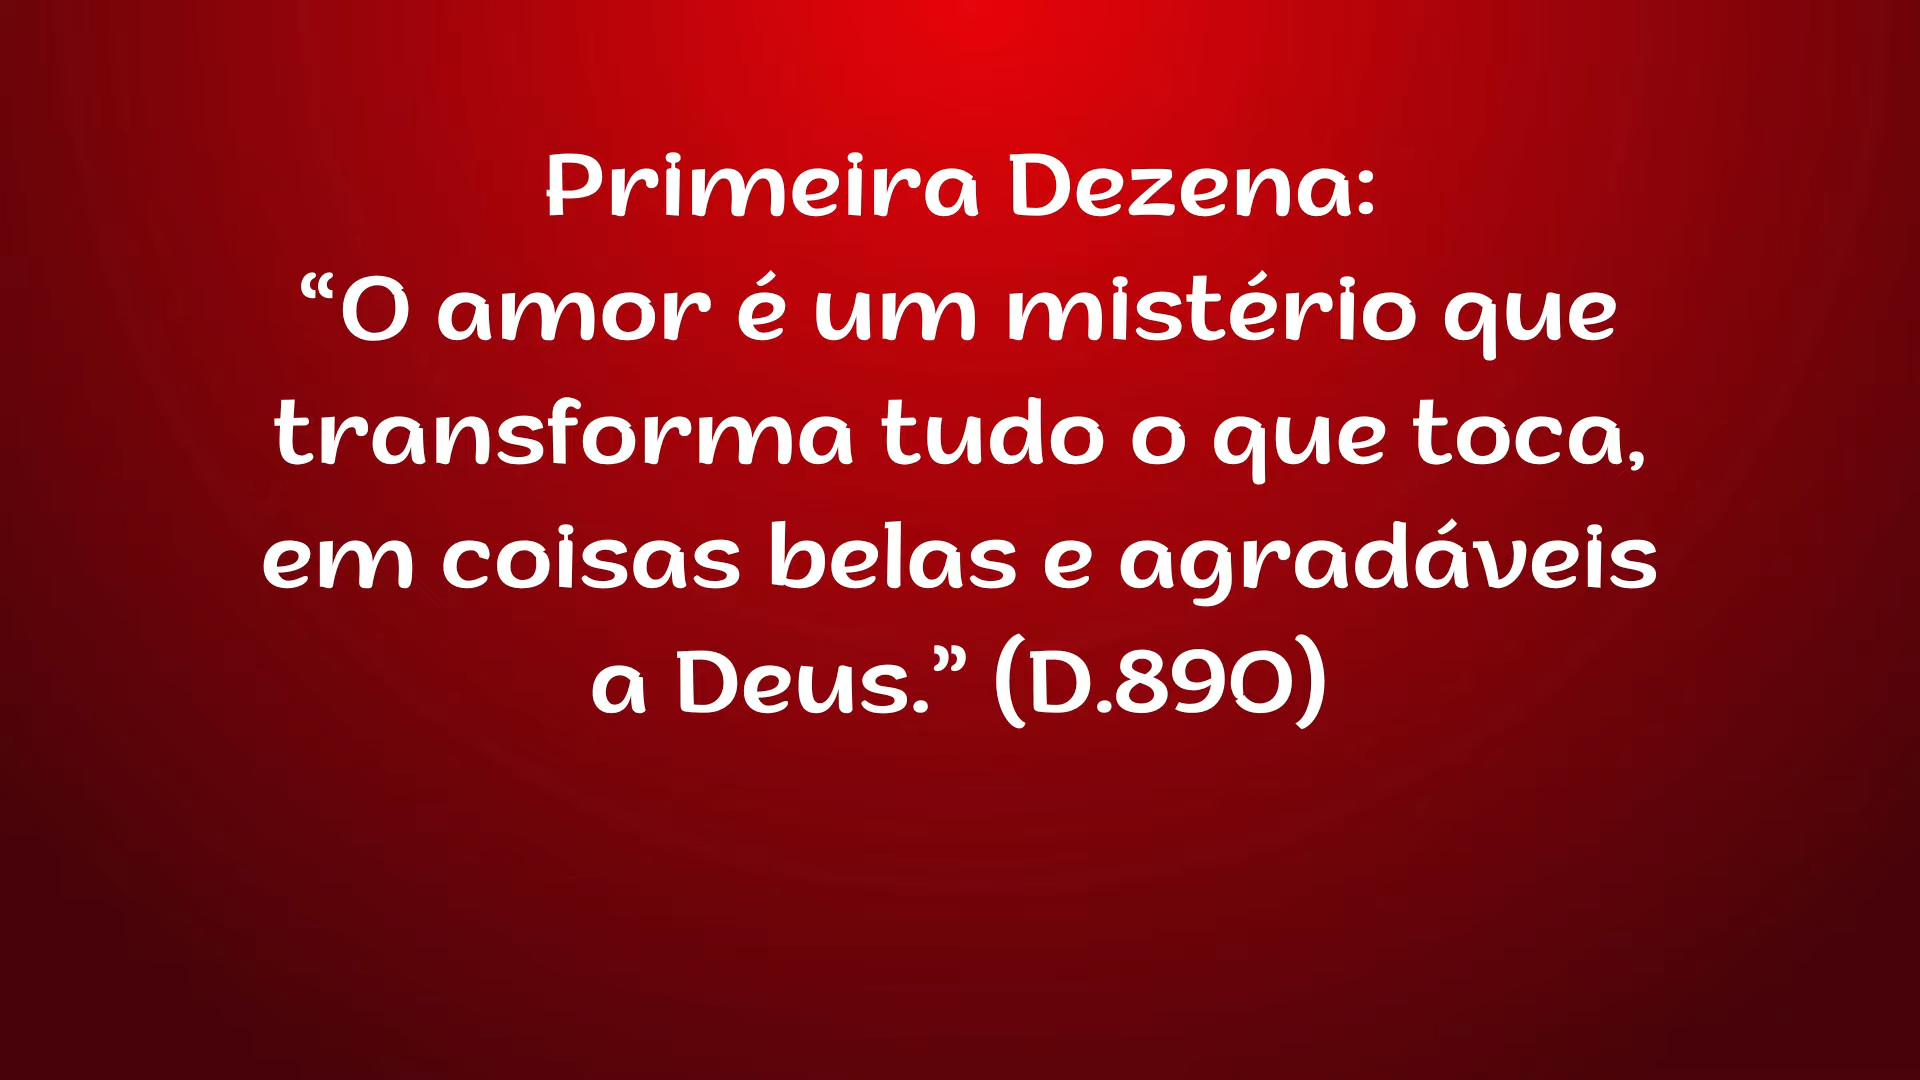 Primeira Dezena:
“O amor é um mistério que
transforma tudo o que toca,
em coisas belas e agradáveis
a Deus.” (D.890)